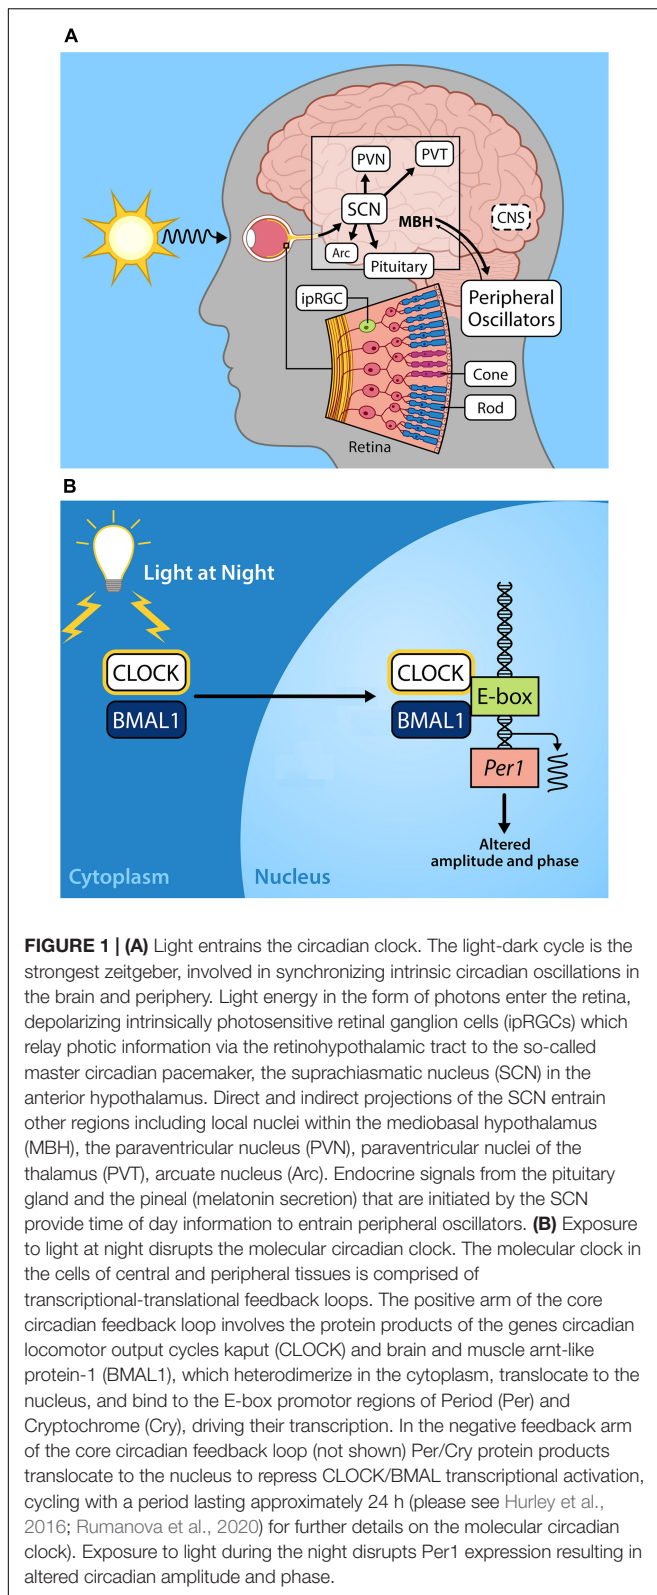 A
PVN
PVT
SCN
CNS
MBH
Arc
Pituitary
ipRGC
Peripheral
Oscillators
Cone
Rod
Retina
B
Light at Night
CLOCK
BMAL1
CLOCK
BMAL1
E-box
Per1
Altered
amplitude and phase
Cytoplasm
Nucleus
FIGURE 1 | (A) Light entrains the circadian clock. The light-dark cycle is the
strongest zeitgeber, involved in synchronizing intrinsic circadian oscillations in
the brain and periphery. Light energy in the form of photons enter the retina,
depolarizing intrinsically photosensitive retinal ganglion cells (ipRGCs) which
relay photic information via the retinohypothalamic tract to the so-called
master circadian pacemaker, the suprachiasmatic nucleus (SCN) in the
anterior hypothalamus. Direct and indirect projections of the SCN entrain
other regions including local nuclei within the mediobasal hypothalamus
(MBH), the paraventricular nucleus (PVN), paraventricular nuclei of the
thalamus (PVT), arcuate nucleus (Arc). Endocrine signals from the pituitary
gland and the pineal (melatonin secretion) that are initiated by the SCN
provide time of day information to entrain peripheral oscillators. (B) Exposure
to light at night disrupts the molecular circadian clock. The molecular clock in
the cells of central and peripheral tissues is comprised of
transcriptional-translational feedback loops. The positive arm of the core
circadian feedback loop involves the protein products of the genes circadian
locomotor output cycles kaput (CLOCK) and brain and muscle arnt-like
protein-1 (BMAL1), which heterodimerize in the cytoplasm, translocate to the
nucleus, and bind to the E-box promotor regions of Period (Per) and
Cryptochrome (Cry), driving their transcription. In the negative feedback arm
of the core circadian feedback loop (not shown) Per/Cry protein products
translocate to the nucleus to repress CLOCK/BMAL transcriptional activation,
cycling with a period lasting approximately 24 h (please see Hurley et al.,
2016; Rumanova et al., 2020) for further details on the molecular circadian
clock). Exposure to light during the night disrupts Per1 expression resulting in
altered circadian amplitude and phase.